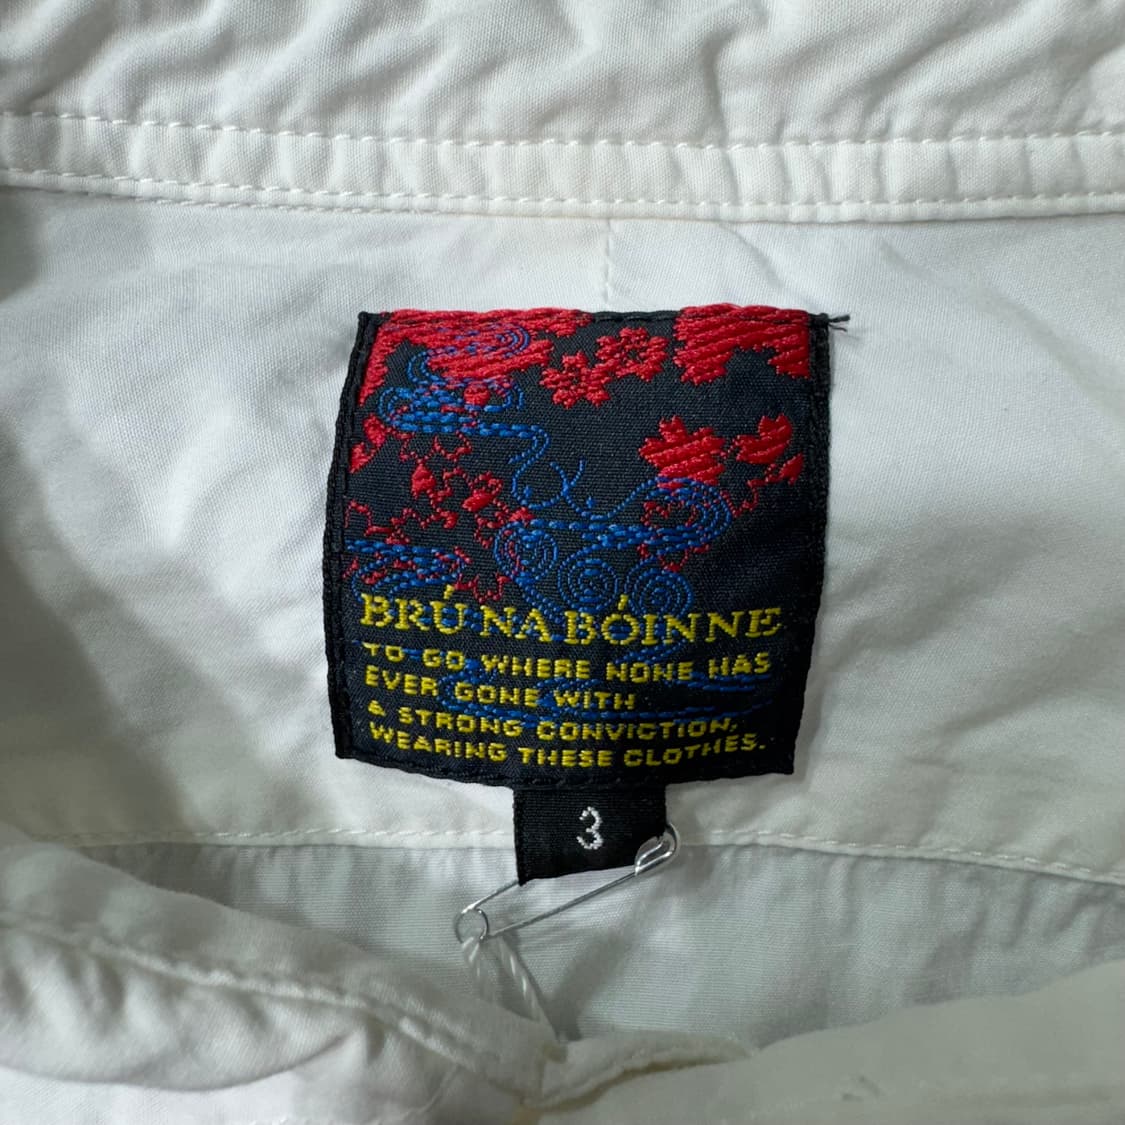 BRÚ NA BÓINNE
TO GO WHERE NONE HAS
EVER GONE WITH
A STRONG CONVICTION,
WEARING THESE CLOTHES.
3